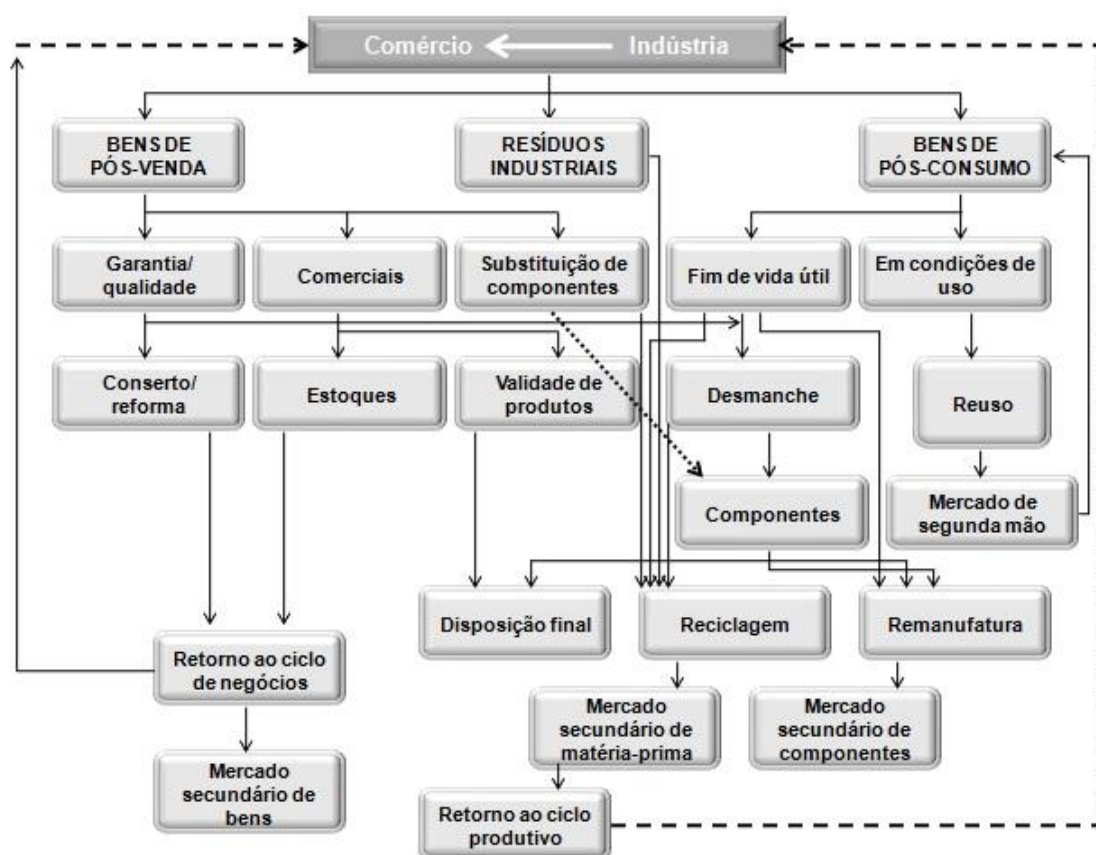 Comércio Indústria
BENS DE
PÓS-VENDA
RESÍDUOS
INDUSTRIAIS
BENS DE
PÓS-CONSUMO
Garantia/
qualidade
Comerciais
Substituição de
componentes
Fim de vida útil
Em condições de
uso
Conserto/
reforma
Estoques
Validade de
produtos
Desmanche
Reuso
Componentes
Mercado de
segunda mão
Disposição final
Reciclagem
Remanufatura
Retorno ao ciclo
de negócios
Mercado
secundário de
matéria-prima
Mercado
secundário de
componentes
Mercado
secundário de
bens
Retorno ao ciclo
produtivo